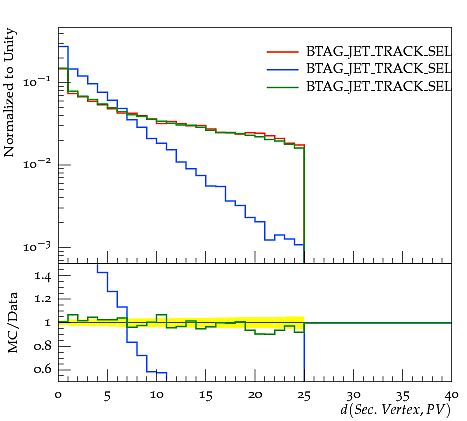 Normalized to Unity
BTAG_JET_TRACK_SEL
BTAG_JET_TRACK_SEL
BTAG_JET_TRACK_SEL
10⁻¹
10⁻²
10⁻³
MC/Data
1.4
1.2
1
0.8
0.6
0 5 10 15 20 25 30 35 40
d(Sec. Vertex, PV)